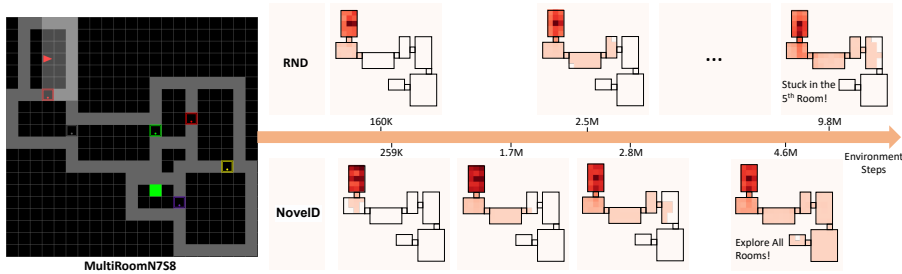 RND
...
Stuck in the
5th Room!
160K
2.5M
9.8M
259K
1.7M
2.8M
4.6M
Environment
Steps
NovelD
Explore All
Rooms!
MultiRoomN7S8